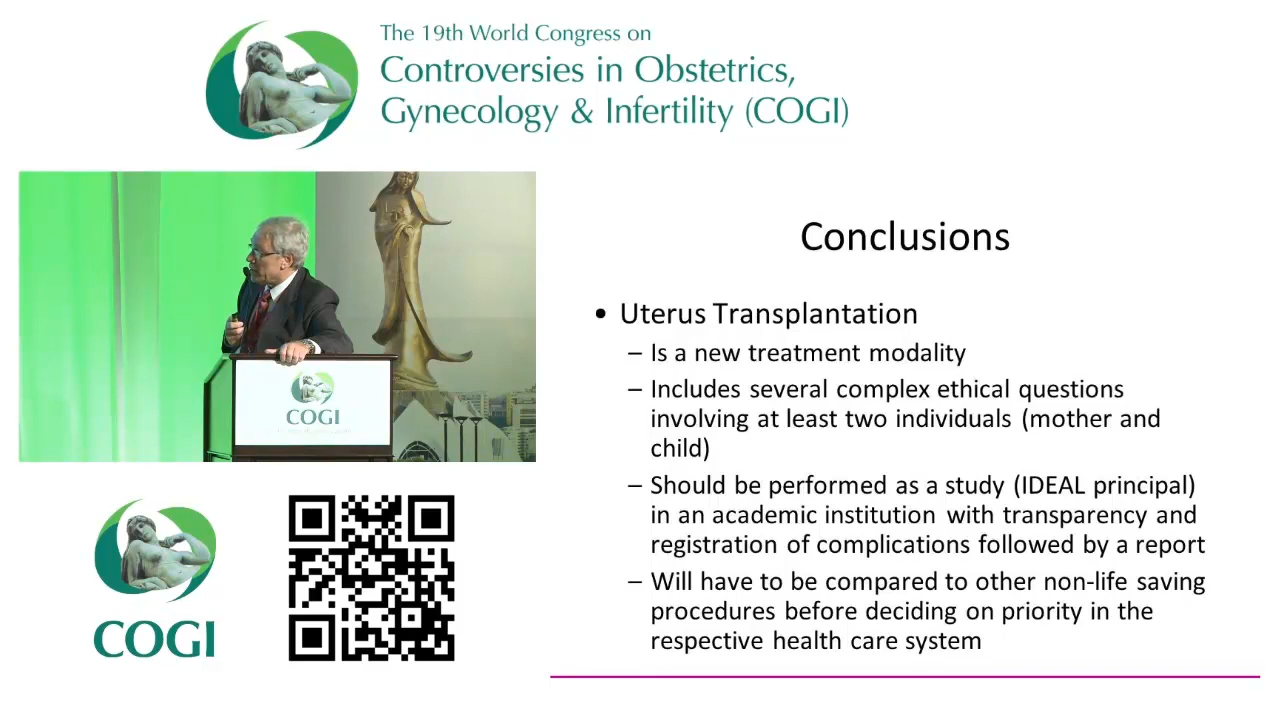 The 19th World Congress on
Controversies in Obstetrics,
Gynecology & Infertility (COGI)
COGI
COGI
Conclusions
• Uterus Transplantation
– Is a new treatment modality
– Includes several complex ethical questions
involving at least two individuals (mother and
child)
– Should be performed as a study (IDEAL principal)
in an academic institution with transparency and
registration of complications followed by a report
– Will have to be compared to other non-life saving
procedures before deciding on priority in the
respective health care system